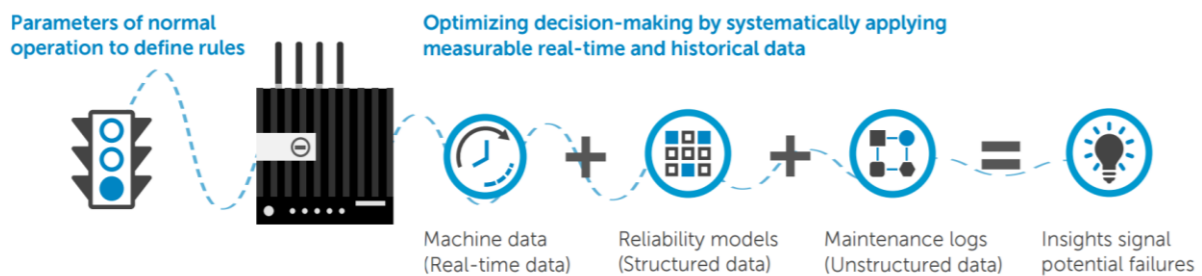 Parameters of normal
operation to define rules
Optimizing decision-making by systematically applying
measurable real-time and historical data
Machine data
(Real-time data)
Reliability models
(Structured data)
Maintenance logs
(Unstructured data)
Insights signal
potential failures